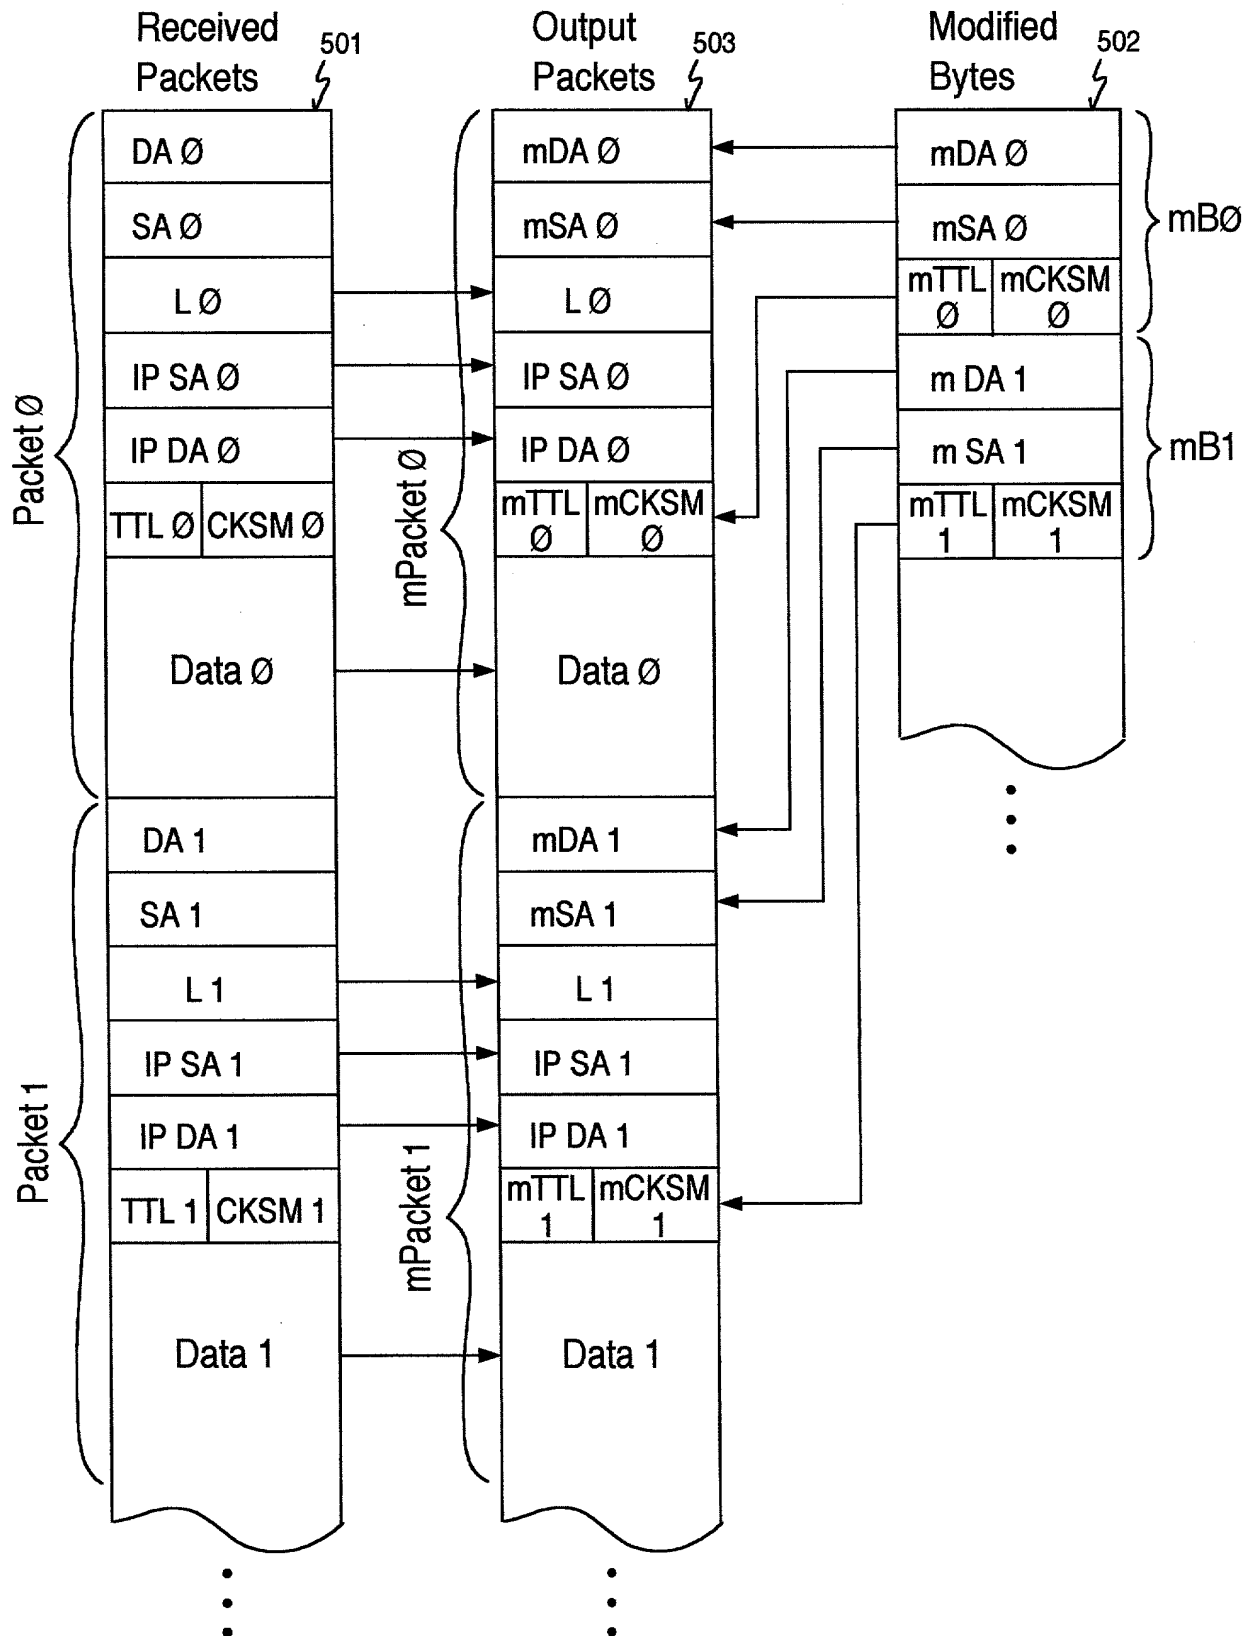 Received
Packets
501
Output
Packets
503
Modified
Bytes
502
Packet Ø
DA Ø
SA Ø
L Ø
IP SA Ø
IP DA Ø
TTL Ø CKSM Ø
Data Ø
Packet 1
DA 1
SA 1
L 1
IP SA 1
IP DA 1
TTL 1 CKSM 1
Data 1
mPacket Ø
mDA Ø
mSA Ø
L Ø
IP SA Ø
IP DA Ø
mTTL mCKSM
Ø Ø
Data Ø
mPacket 1
mDA 1
mSA 1
L 1
IP SA 1
IP DA 1
mTTL mCKSM
1 1
Data 1
mDA Ø
mSA Ø
mTTL mCKSM
Ø Ø
mBØ
m DA 1
m SA 1
mTTL mCKSM
1 1
mB1